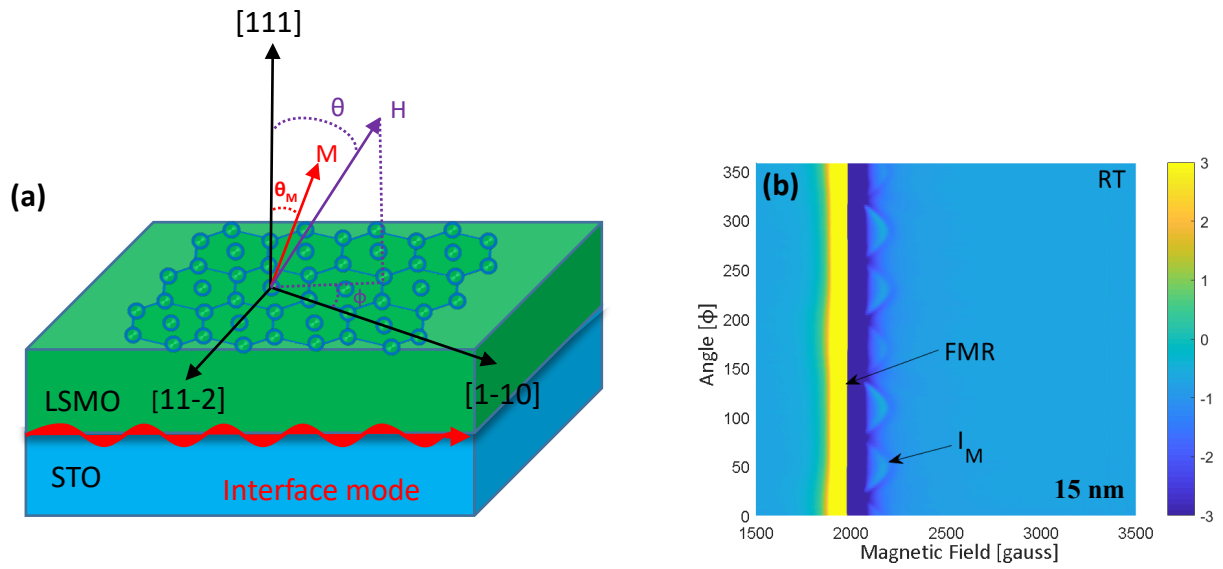 (a)
[111]
θ
H
M
θM
ϕ
[11-2]
[1-10]
LSMO
STO
Interface mode
(b)
RT
FMR
IM
15 nm
Angle [ϕ]
350
300
250
200
150
100
50
0
1500
2000
2500
3000
3500
Magnetic Field [gauss]
3
2
1
0
-1
-2
-3